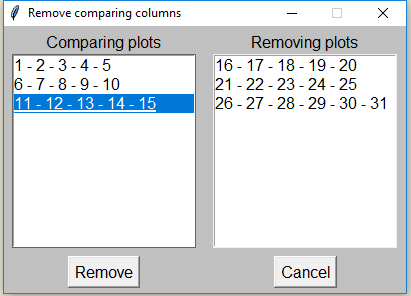 Remove comparing columns
Comparing plots
1 - 2 - 3 - 4 - 5
6 - 7 - 8 - 9 - 10
11 - 12 - 13 - 14 - 15
Removing plots
16 - 17 - 18 - 19 - 20
21 - 22 - 23 - 24 - 25
26 - 27 - 28 - 29 - 30 - 31
Remove
Cancel